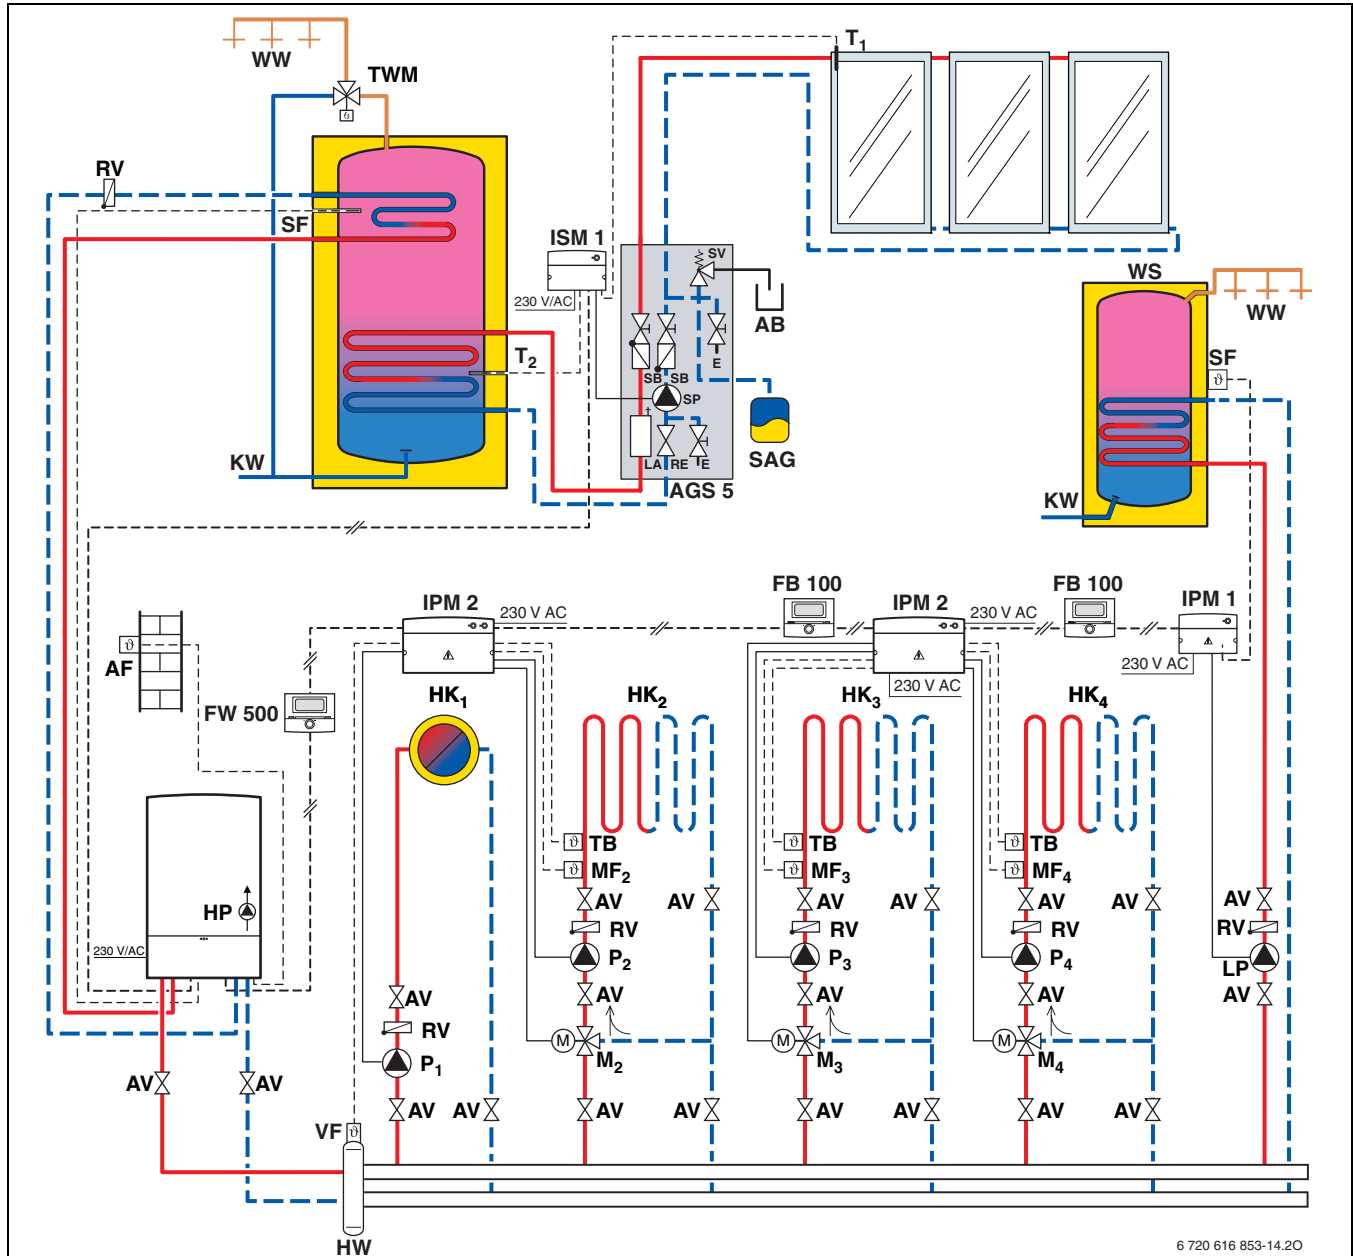 WW
TWM
T1
RV
SF
ISM 1
SV
230 V/AC
AB
E
WS
WW
SF
T2
SB SB
SP
KW
LA RE E
SAG
AGS 5
KW
AF
FW 500
IPM 2
230 V AC
FB 100
IPM 2
230 V AC
FB 100
IPM 1
230 V AC
230 V AC
HK1
HK2
HK3
HK4
TB
TB
TB
MF2
MF3
MF4
HP
230 V/AC
AV
AV
AV
AV
AV
AV
AV
RV
RV
RV
RV
P2
P3
P4
LP
AV
AV
AV
AV
AV
RV
P1
M
M2
M
M3
M
M4
AV
AV
AV
AV
AV
AV
AV
AV
AV
AV
VF
HW
6 720 616 853-14.2O